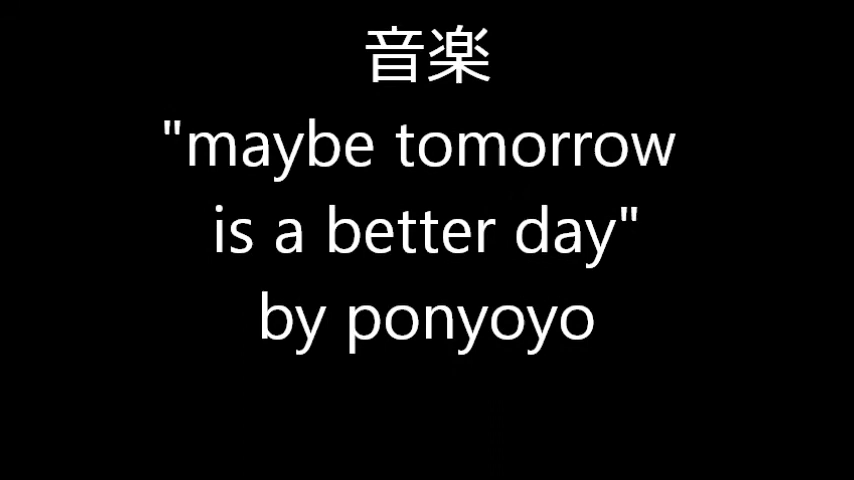 音楽
"maybe tomorrow
is a better day"
by ponyoyo